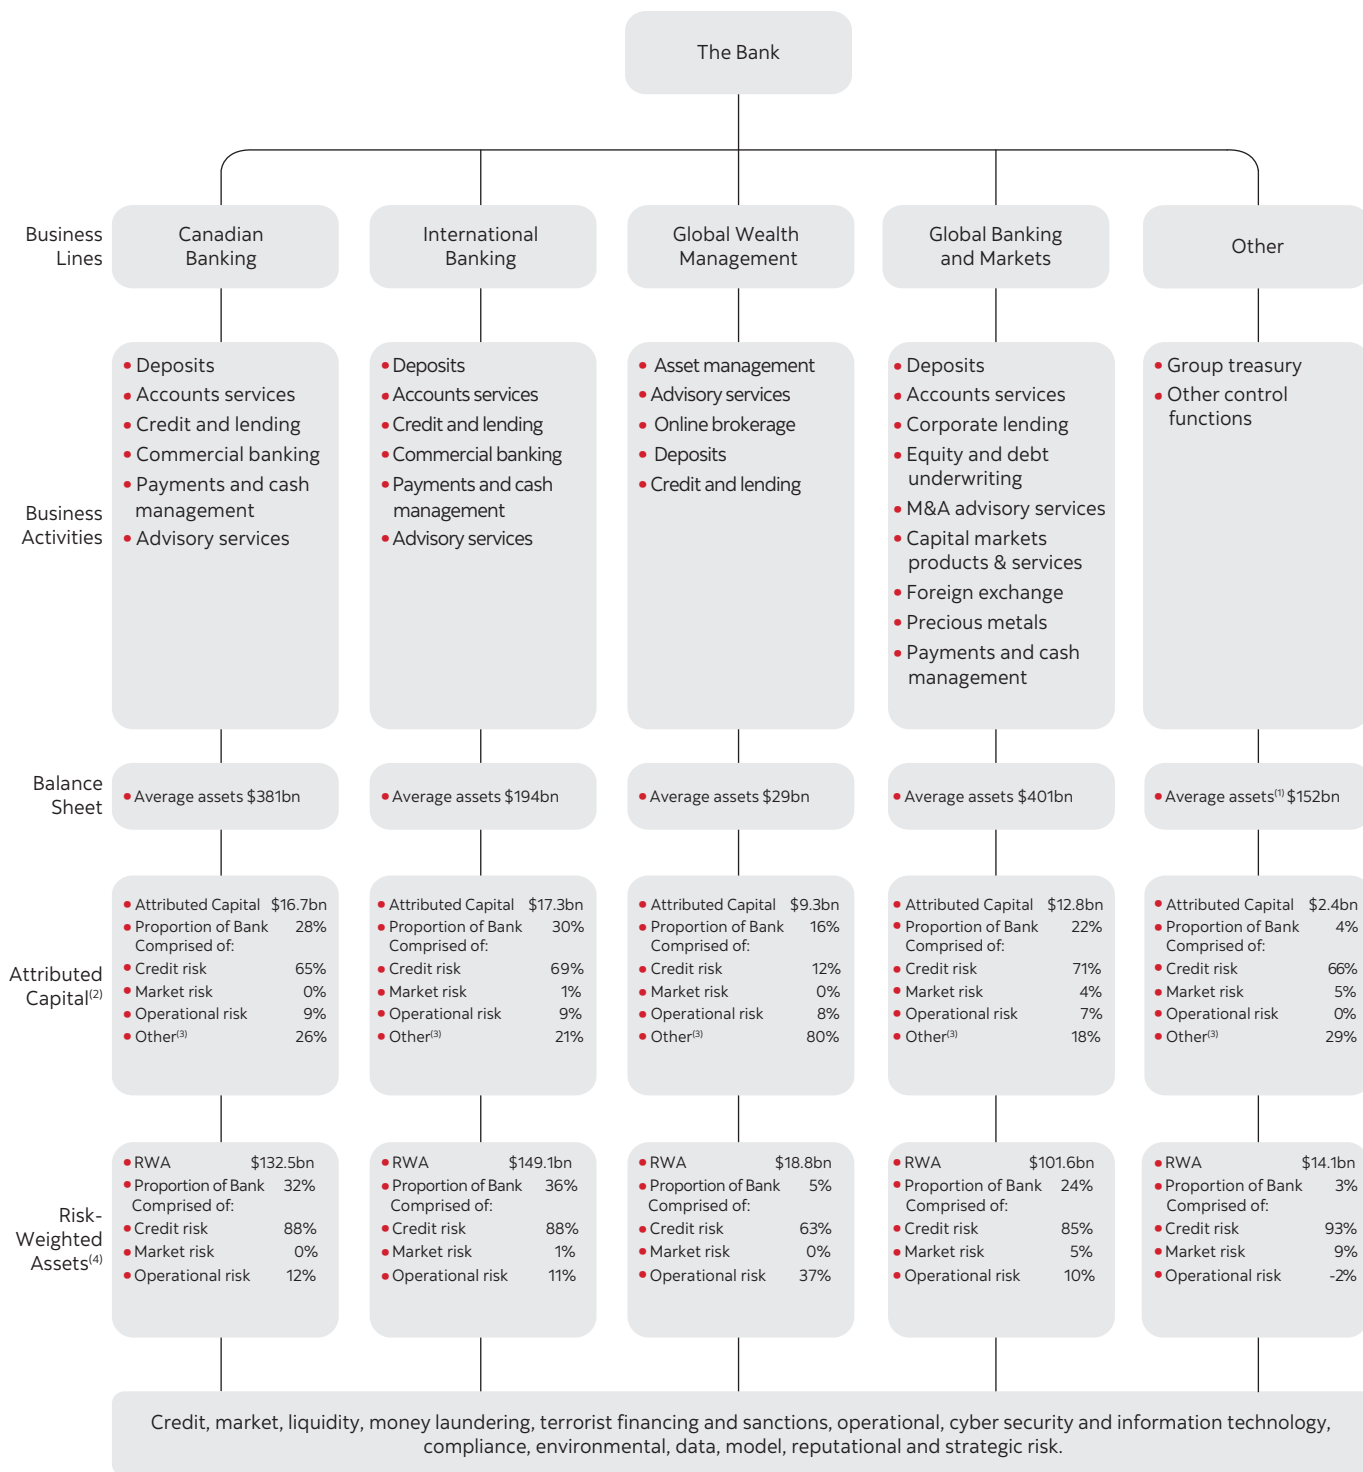 The Bank
Business
Lines
Canadian
Banking
International
Banking
Global Wealth
Management
Global Banking
and Markets
Other
Business
Activities
• Deposits
• Accounts services
• Credit and lending
• Commercial banking
• Payments and cash
management
• Advisory services
• Deposits
• Accounts services
• Credit and lending
• Commercial banking
• Payments and cash
management
• Advisory services
• Asset management
• Advisory services
• Online brokerage
• Deposits
• Credit and lending
• Deposits
• Accounts services
• Corporate lending
• Equity and debt
underwriting
• M&A advisory services
• Capital markets
products & services
• Foreign exchange
• Precious metals
• Payments and cash
management
• Group treasury
• Other control
functions
Balance
Sheet
• Average assets $381bn
• Average assets $194bn
• Average assets $29bn
• Average assets $401bn
• Average assets(1) $152bn
Attributed
Capital(2)
• Attributed Capital $16.7bn
• Proportion of Bank 28%
Comprised of:
• Credit risk 65%
• Market risk 0%
• Operational risk 9%
• Other(3) 26%
• Attributed Capital $17.3bn
• Proportion of Bank 30%
Comprised of:
• Credit risk 69%
• Market risk 1%
• Operational risk 9%
• Other(3) 21%
• Attributed Capital $9.3bn
• Proportion of Bank 16%
Comprised of:
• Credit risk 12%
• Market risk 0%
• Operational risk 8%
• Other(3) 80%
• Attributed Capital $12.8bn
• Proportion of Bank 22%
Comprised of:
• Credit risk 71%
• Market risk 4%
• Operational risk 7%
• Other(3) 18%
• Attributed Capital $2.4bn
• Proportion of Bank 4%
Comprised of:
• Credit risk 66%
• Market risk 5%
• Operational risk 0%
• Other(3) 29%
Risk-
Weighted
Assets(4)
• RWA $132.5bn
• Proportion of Bank 32%
Comprised of:
• Credit risk 88%
• Market risk 0%
• Operational risk 12%
• RWA $149.1bn
• Proportion of Bank 36%
Comprised of:
• Credit risk 88%
• Market risk 1%
• Operational risk 11%
• RWA $18.8bn
• Proportion of Bank 5%
Comprised of:
• Credit risk 63%
• Market risk 0%
• Operational risk 37%
• RWA $101.6bn
• Proportion of Bank 24%
Comprised of:
• Credit risk 85%
• Market risk 5%
• Operational risk 10%
• RWA $14.1bn
• Proportion of Bank 3%
Comprised of:
• Credit risk 93%
• Market risk 9%
• Operational risk -2%
Credit, market, liquidity, money laundering, terrorist financing and sanctions, operational, cyber security and information technology,
compliance, environmental, data, model, reputational and strategic risk.